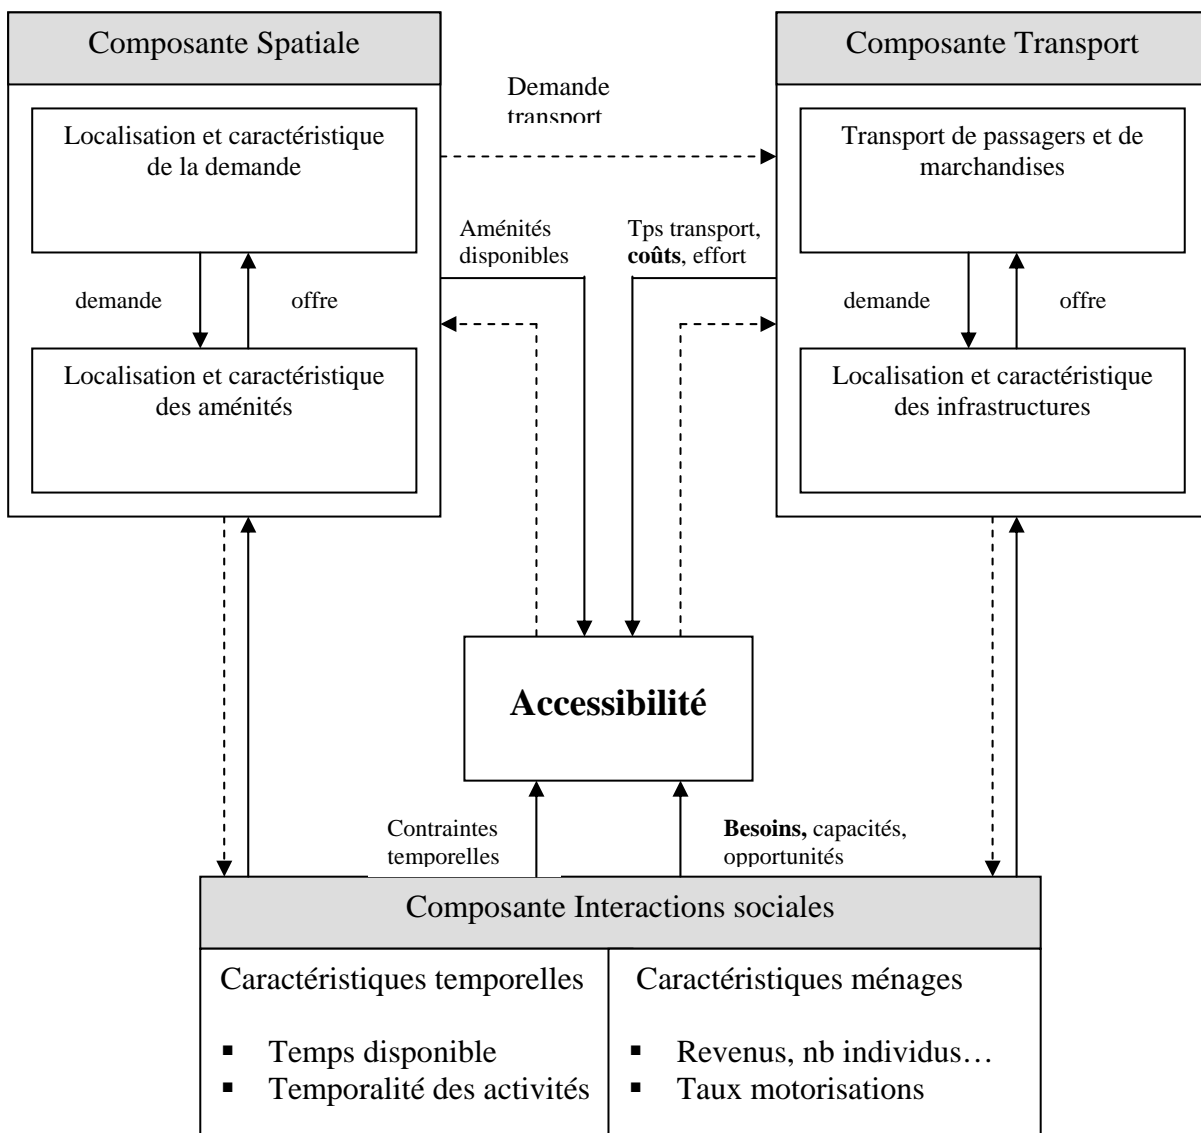 Composante Spatiale
Composante Transport
Demande
transport
Localisation et caractéristique
de la demande
Transport de passagers et de
marchandises
Aménités
disponibles
Tps transport,
coûts, effort
demande
offre
demande
offre
Localisation et caractéristique
des aménités
Localisation et caractéristique
des infrastructures
Accessibilité
Contraintes
temporelles
Besoins, capacités,
opportunités
Composante Interactions sociales
Caractéristiques temporelles
▪ Temps disponible
▪ Temporalité des activités
Caractéristiques ménages
▪ Revenus, nb individus…
▪ Taux motorisations